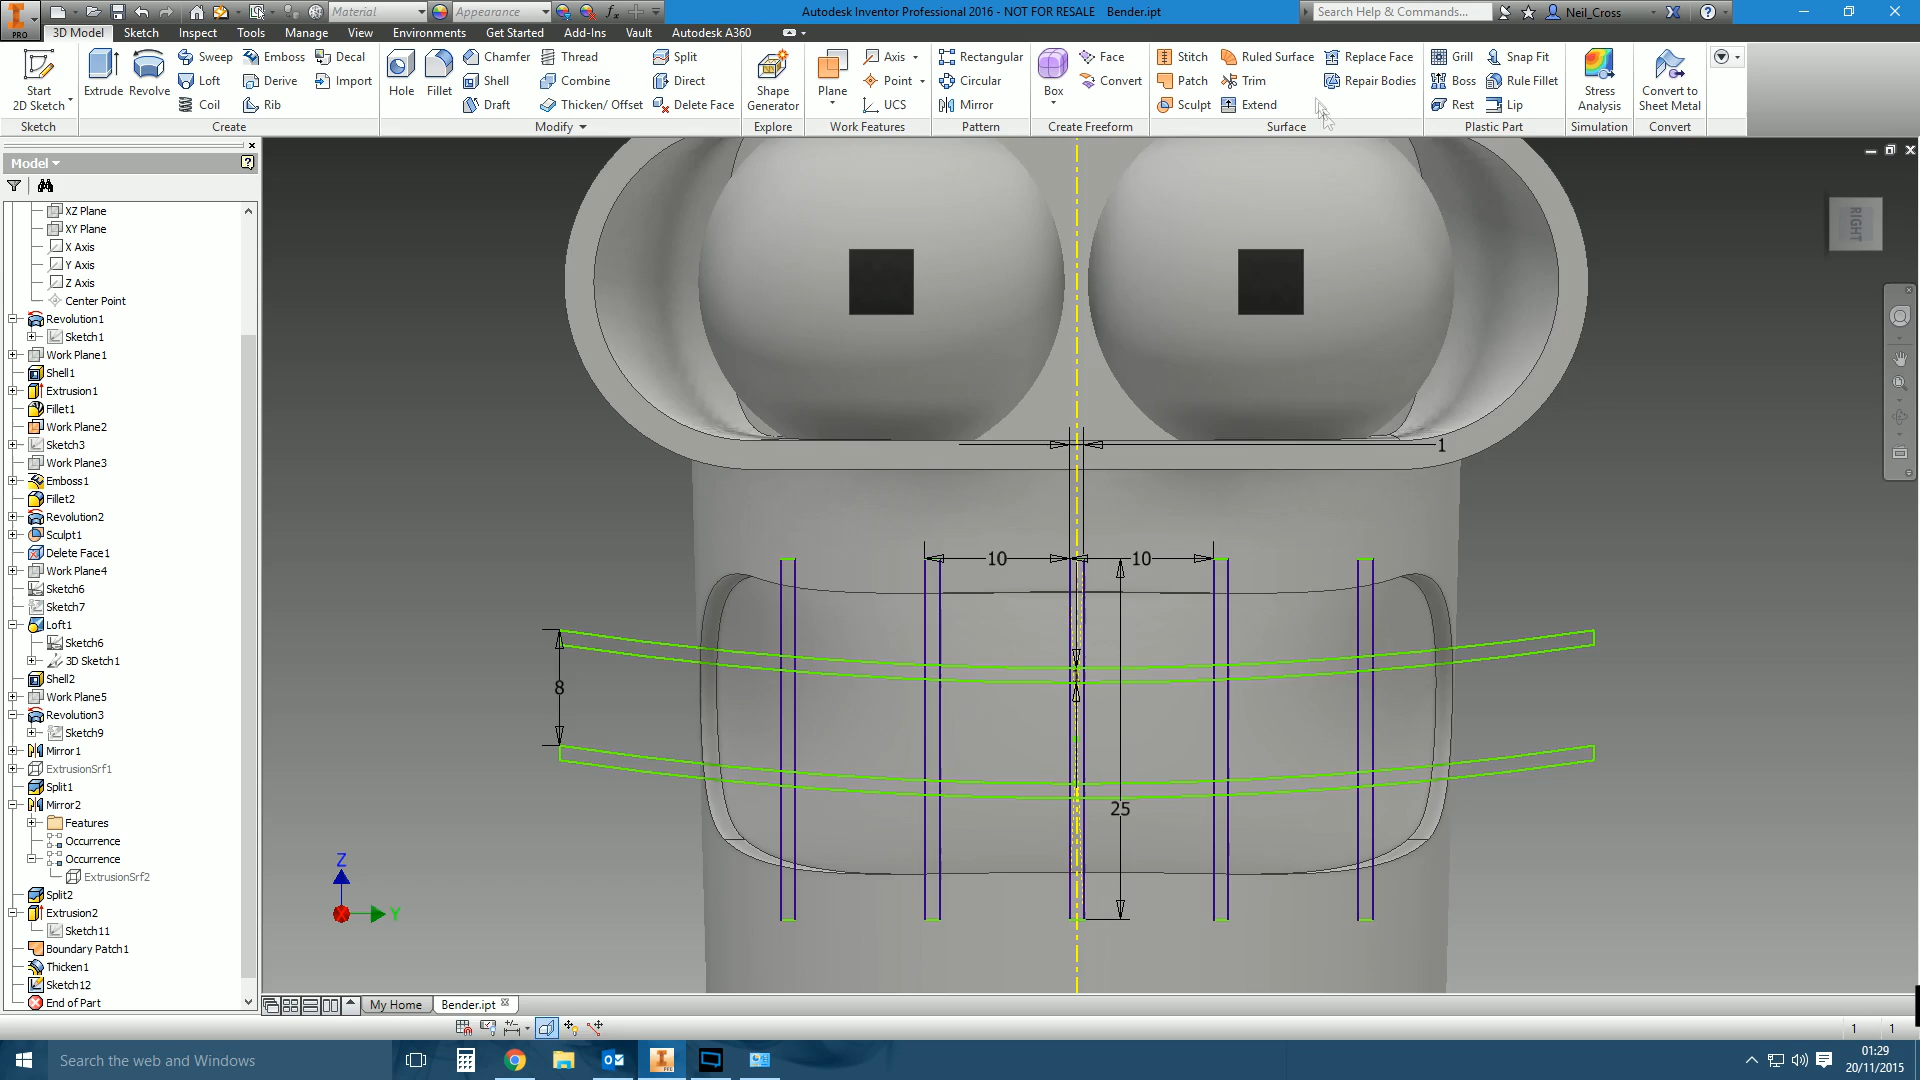 Material
Appearance
Autodesk Inventor Professional 2016 - NOT FOR RESALE Bender.ipt
Search Help & Commands...
Neil_Cross
PRO
3D Model
Sketch
Inspect
Tools
Manage
View
Environments
Get Started
Add-Ins
Vault
Autodesk A360
Start
2D Sketch
Extrude
Revolve
Sweep
Emboss
Decal
Loft
Derive
Import
Coil
Rib
Hole
Fillet
Chamfer
Thread
Split
Shell
Combine
Direct
Draft
Thicken/ Offset
Delete Face
Shape
Generator
Plane
Axis
Point
UCS
Rectangular
Circular
Mirror
Box
Face
Convert
Stitch
Ruled Surface
Replace Face
Patch
Trim
Repair Bodies
Sculpt
Extend
Grill
Snap Fit
Boss
Rule Fillet
Rest
Lip
Stress
Analysis
Convert to
Sheet Metal
Sketch
Create
Modify
Explore
Work Features
Pattern
Create Freeform
Surface
Plastic Part
Simulation
Convert
Model
XZ Plane
XY Plane
X Axis
Y Axis
Z Axis
Center Point
Revolution1
Sketch1
Work Plane1
Shell1
Extrusion1
Fillet1
Work Plane2
Sketch3
Work Plane3
Emboss1
Fillet2
Revolution2
Sculpt1
Delete Face1
Work Plane4
Sketch6
Sketch7
Loft1
Sketch6
3D Sketch1
Shell2
Work Plane5
Revolution3
Sketch9
Mirror1
ExtrusionSrf1
Split1
Mirror2
Features
Occurrence
Occurrence
ExtrusionSrf2
Split2
Extrusion2
Sketch11
Boundary Patch1
Thicken1
Sketch12
End of Part
RIGHT
1
10
10
8
25
Z
Y
X
My Home
Bender.ipt
1 1
Search the web and Windows
01:29
20/11/2015